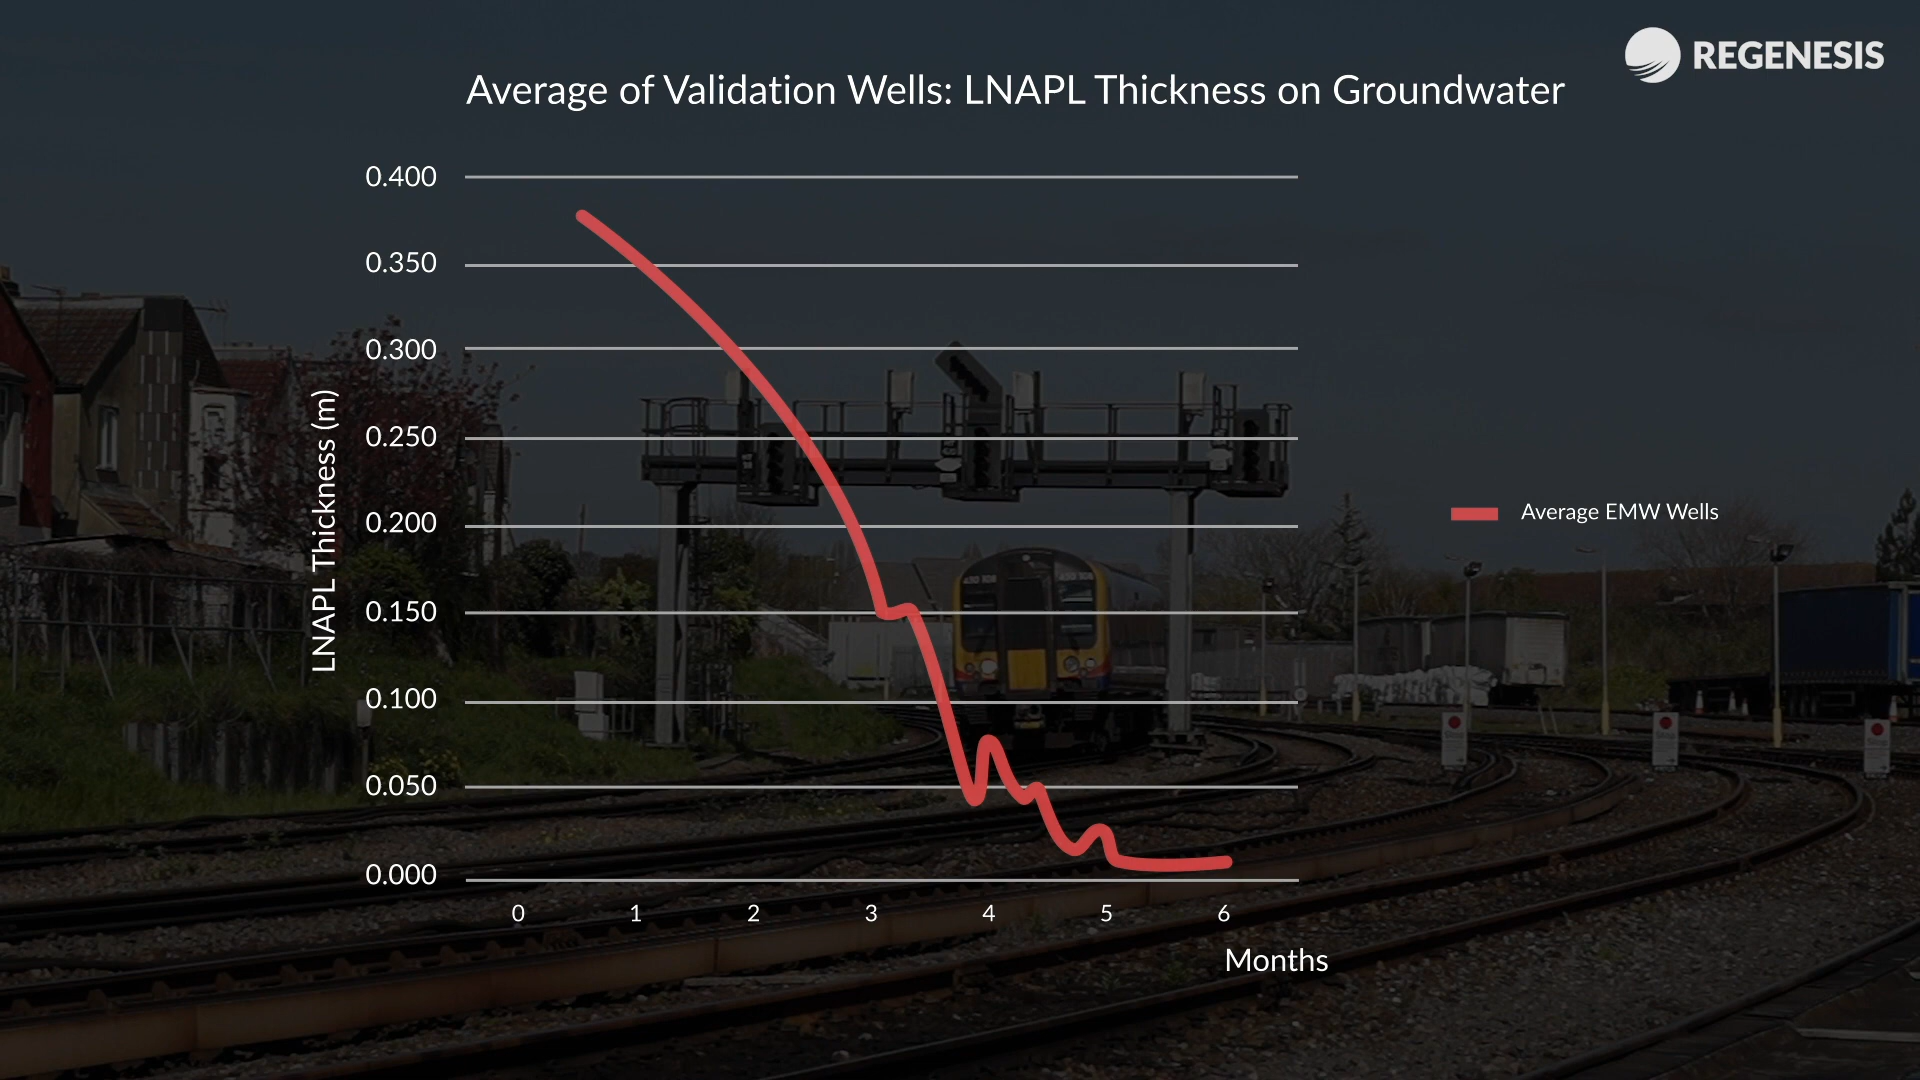 REGENESIS
Average of Validation Wells: LNAPL Thickness on Groundwater
0.400
0.350
0.300
0.250
0.200
0.150
0.100
0.050
0.000
LNAPL Thickness (m)
Average EMW Wells
0 1 2 3 4 5 6
Months